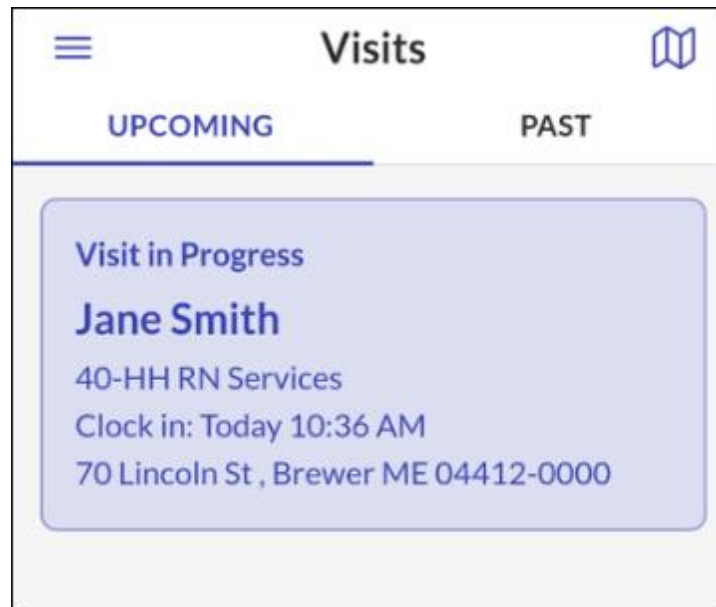 Visits
UPCOMING PAST
Visit in Progress
Jane Smith
40-HH RN Services
Clock in: Today 10:36 AM
70 Lincoln St , Brewer ME 04412-0000